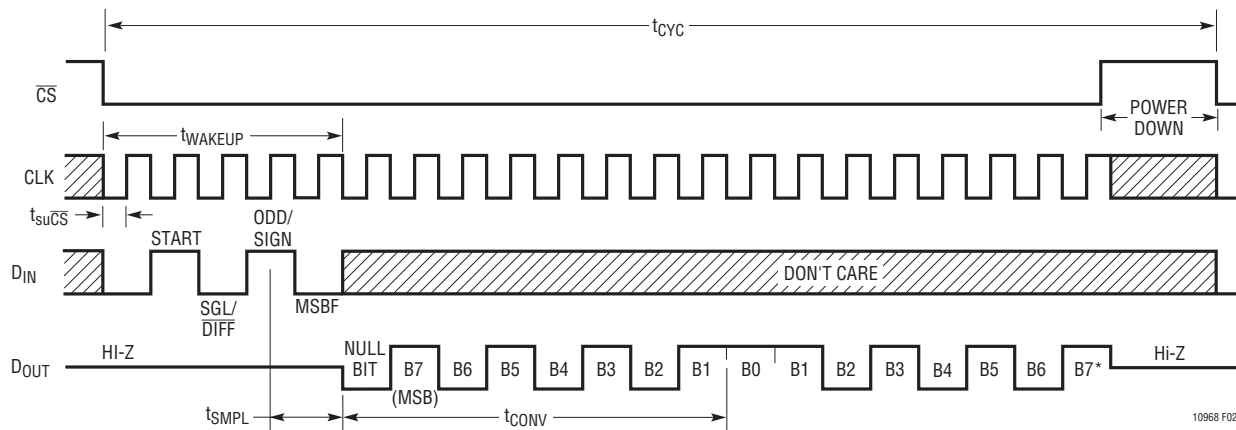 tCYC
CS
POWER
DOWN
tWAKEUP
CLK
tsuCS
START
ODD/
SIGN
DIN
DON'T CARE
SGL/
DIFF
MSBF
HI-Z
NULL
BIT
B7
(MSB)
B6
B5
B4
B3
B2
B1
B0
B1
B2
B3
B4
B5
B6
B7*
Hi-Z
DOUT
tSMPL
tCONV
10968 F02